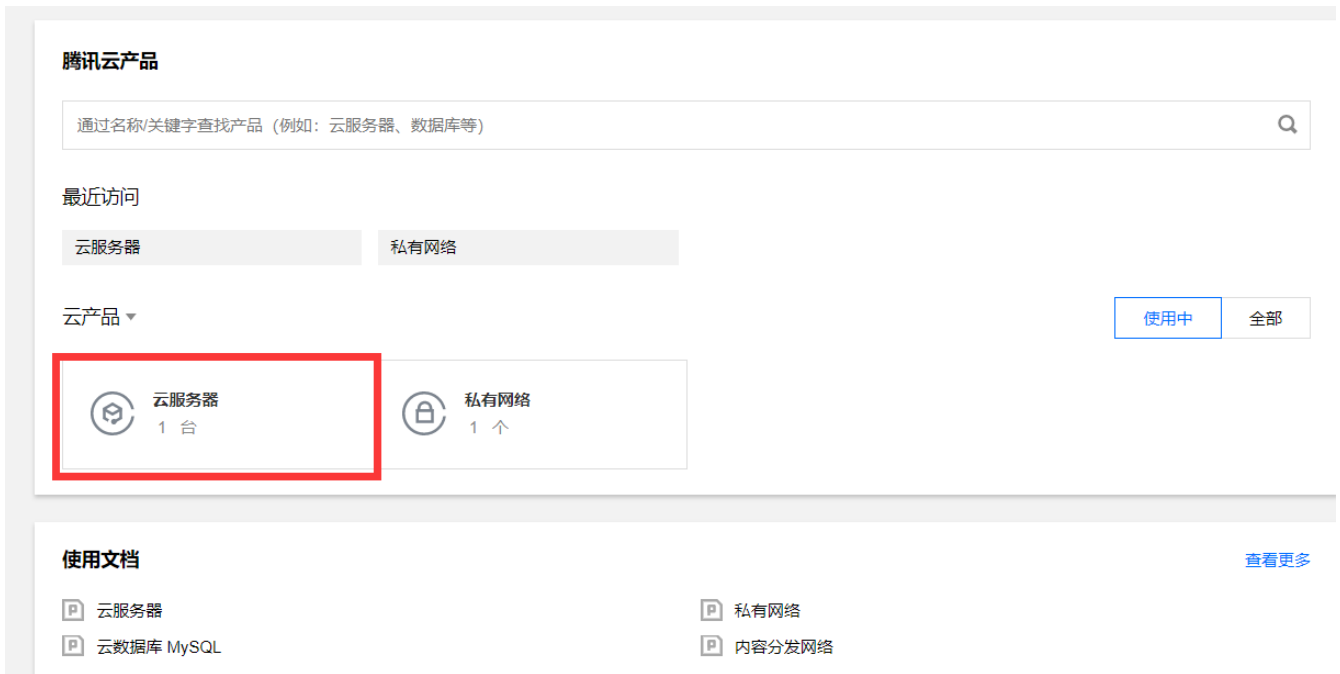 腾讯云产品
通过名称/关键字查找产品（例如：云服务器、数据库等）
最近访问
云服务器 私有网络
云产品 使用中 全部
云服务器 私有网络
1 台 1 个
使用文档 查看更多
云服务器 私有网络
云数据库 MySQL 内容分发网络